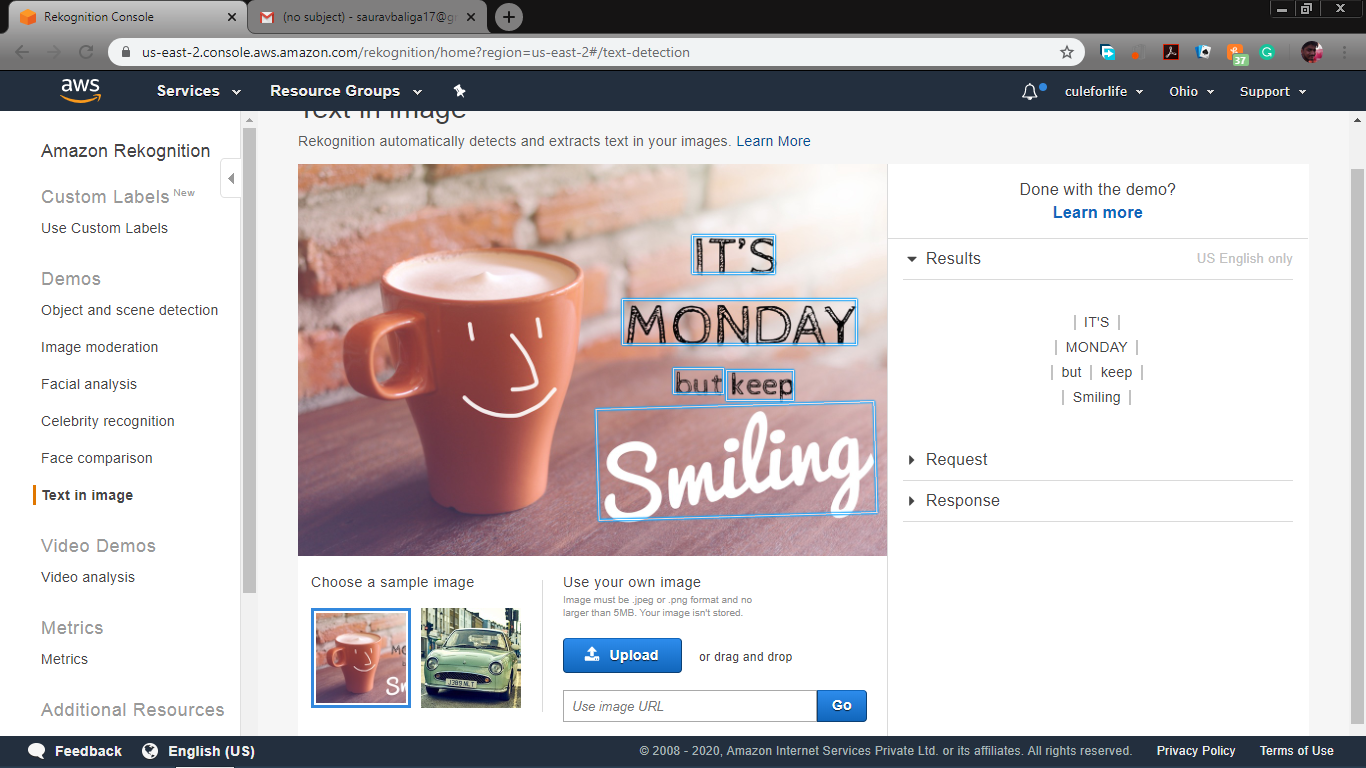 Rekognition Console
(no subject) - sauravbaliga17@g
us-east-2.console.aws.amazon.com/rekognition/home?region=us-east-2#/text-detection
37
aws
Services
Resource Groups
culeforlife
Ohio
Support
Amazon Rekognition
Custom Labels New
Use Custom Labels
Demos
Object and scene detection
Image moderation
Facial analysis
Celebrity recognition
Face comparison
Text in image
Video Demos
Video analysis
Metrics
Metrics
Additional Resources
Text in image
Rekognition automatically detects and extracts text in your images. Learn More
IT'S
MONDAY
but keep
Smiling
Choose a sample image
J389 NLT
Use your own image
Image must be .jpeg or .png format and no
larger than 5MB. Your image isn't stored.
Upload
or drag and drop
Use image URL
Go
Done with the demo?
Learn more
Results
US English only
| IT'S |
| MONDAY |
| but | keep |
| Smiling |
Request
Response
Feedback
English (US)
© 2008 - 2020, Amazon Internet Services Private Ltd. or its affiliates. All rights reserved.
Privacy Policy
Terms of Use